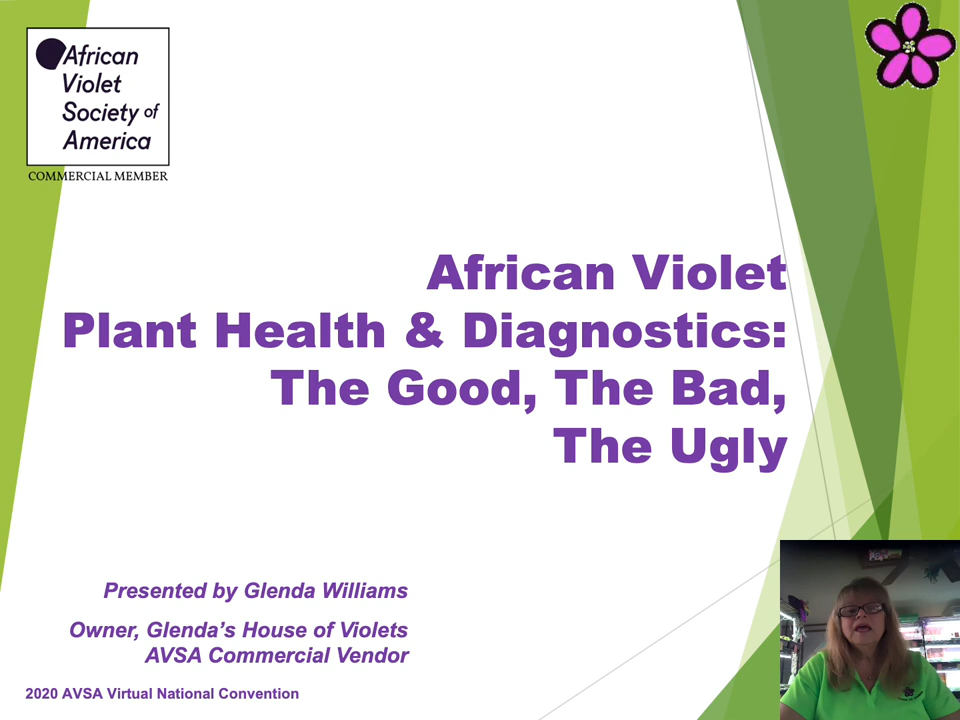 African
Violet
Society of
America
COMMERCIAL MEMBER
African Violet
Plant Health & Diagnostics:
The Good, The Bad,
The Ugly
Presented by Glenda Williams
Owner, Glenda’s House of Violets
AVSA Commercial Vendor
2020 AVSA Virtual National Convention